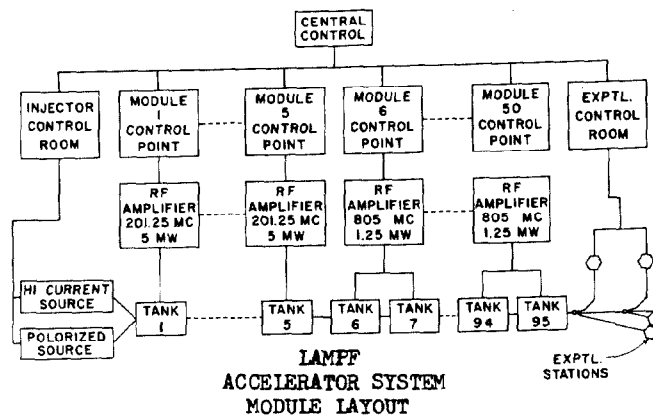 CENTRAL
CONTROL
INJECTOR
CONTROL
ROOM
MODULE
1
CONTROL
POINT
MODULE
5
CONTROL
POINT
MODULE
6
CONTROL
POINT
MODULE
50
CONTROL
POINT
EXPTL.
CONTROL
ROOM
RF
AMPLIFIER
201.25 MC
5 MW
RF
AMPLIFIER
201.25 MC
5 MW
RF
AMPLIFIER
805 MC
1.25 MW
RF
AMPLIFIER
805 MC
1.25 MW
HI CURRENT
SOURCE
POLORIZED
SOURCE
TANK
1
TANK
5
TANK
6
TANK
7
TANK
94
TANK
95
EXPTL.
STATIONS
LAMPF
ACCELERATOR SYSTEM
MODULE LAYOUT